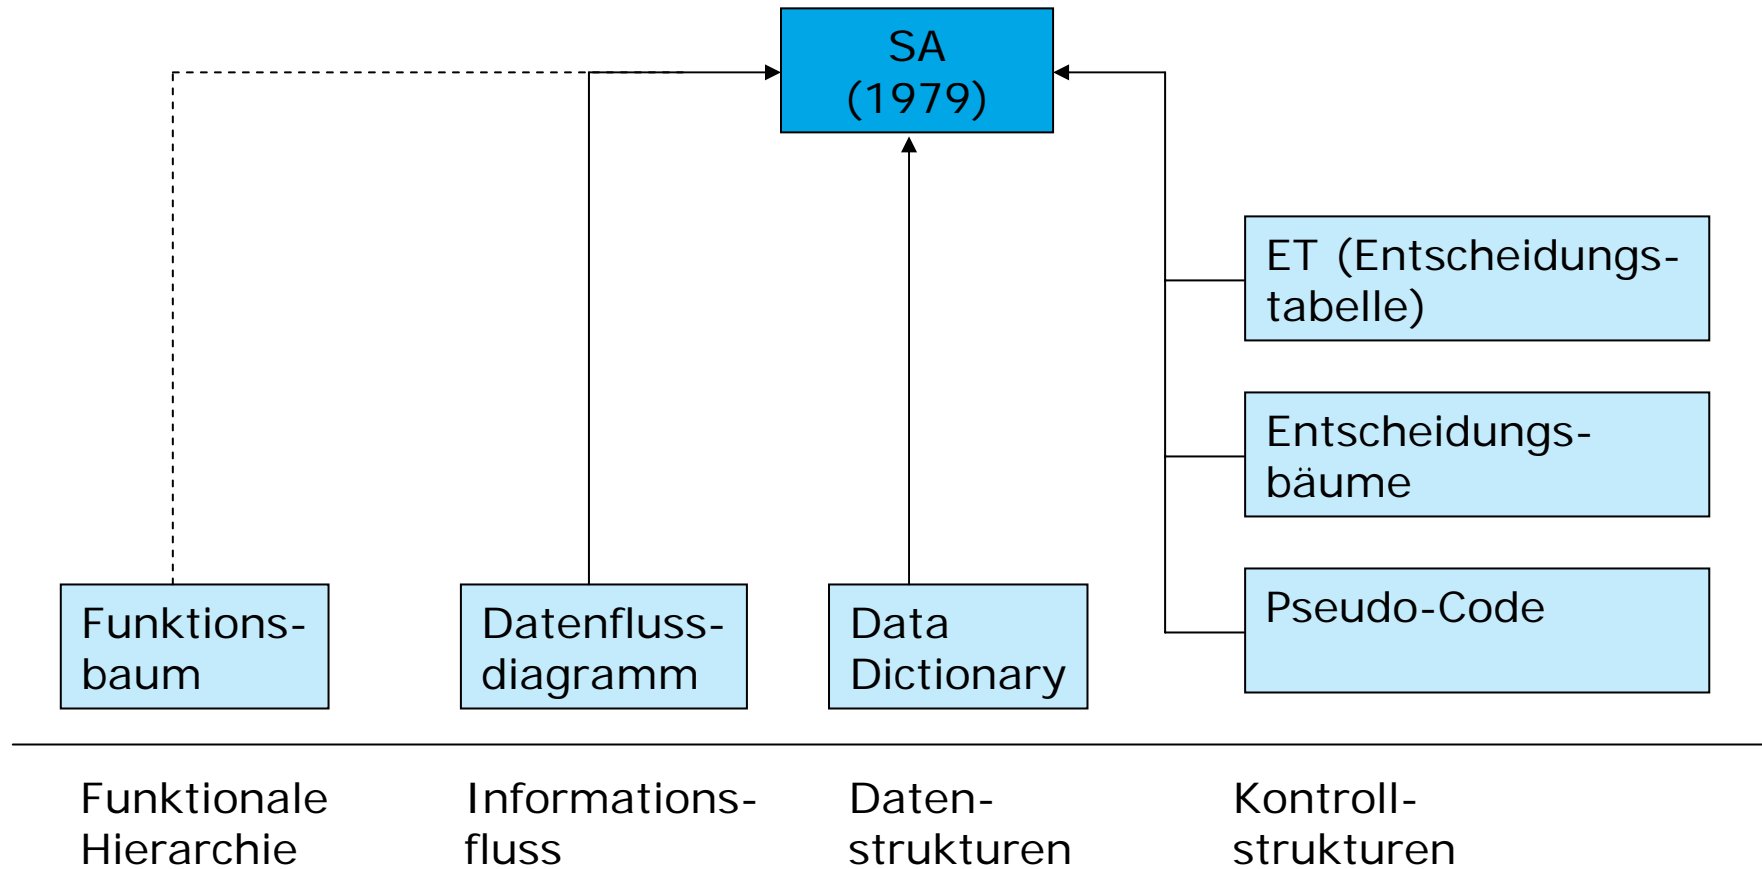 SA
(1979)
ET (Entscheidungs-
tabelle)
Entscheidungs-
bäume
Pseudo-Code
Funktions-
baum
Datenfluss-
diagramm
Data
Dictionary
Funktionale
Hierarchie
Informations-
fluss
Daten-
strukturen
Kontroll-
strukturen